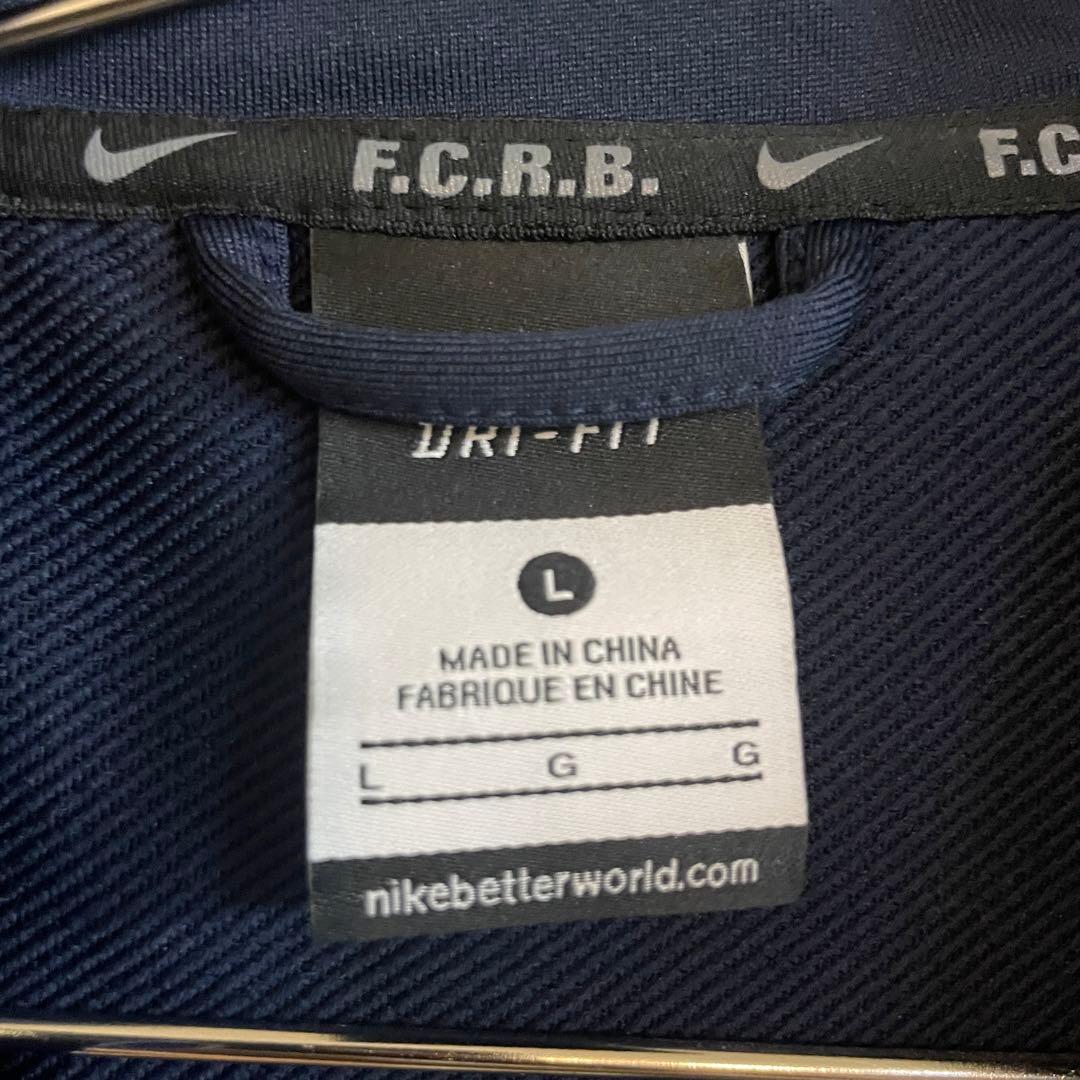 F.C.R.B. F.C
DRI-FIT
L
MADE IN CHINA
FABRIQUE EN CHINE
L G G
nikebetterworld.com